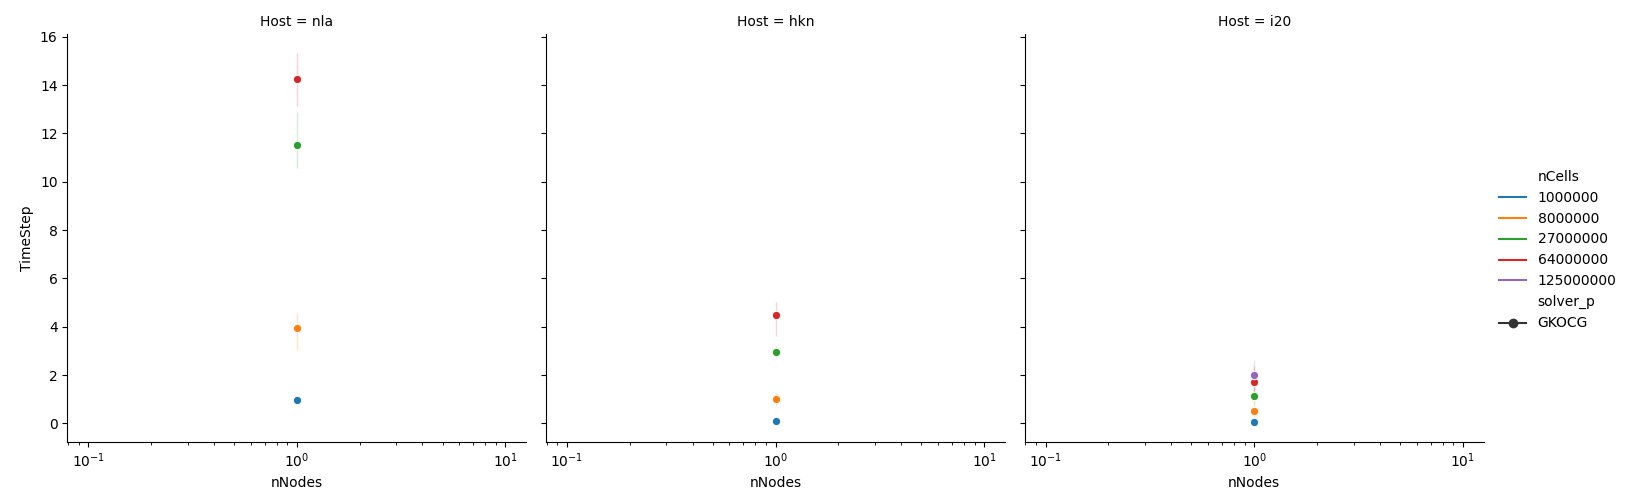 Host = nla
Host = hkn
Host = i20
TimeStep
16
14
12
10
8
6
4
2
0
10⁻¹
10⁰
10¹
10⁻¹
10⁰
10¹
10⁻¹
10⁰
10¹
nNodes
nNodes
nNodes
nCells
1000000
8000000
27000000
64000000
125000000
solver_p
GKOCG